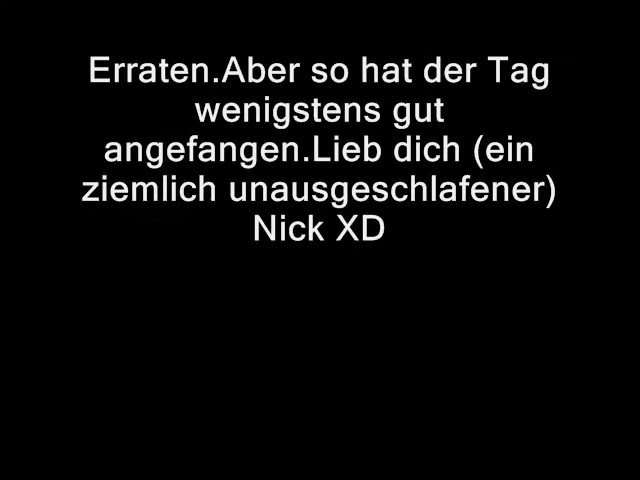 Erraten.Aber so hat der Tag
wenigstens gut
angefangen.Lieb dich (ein
ziemlich unausgeschlafener)
Nick XD